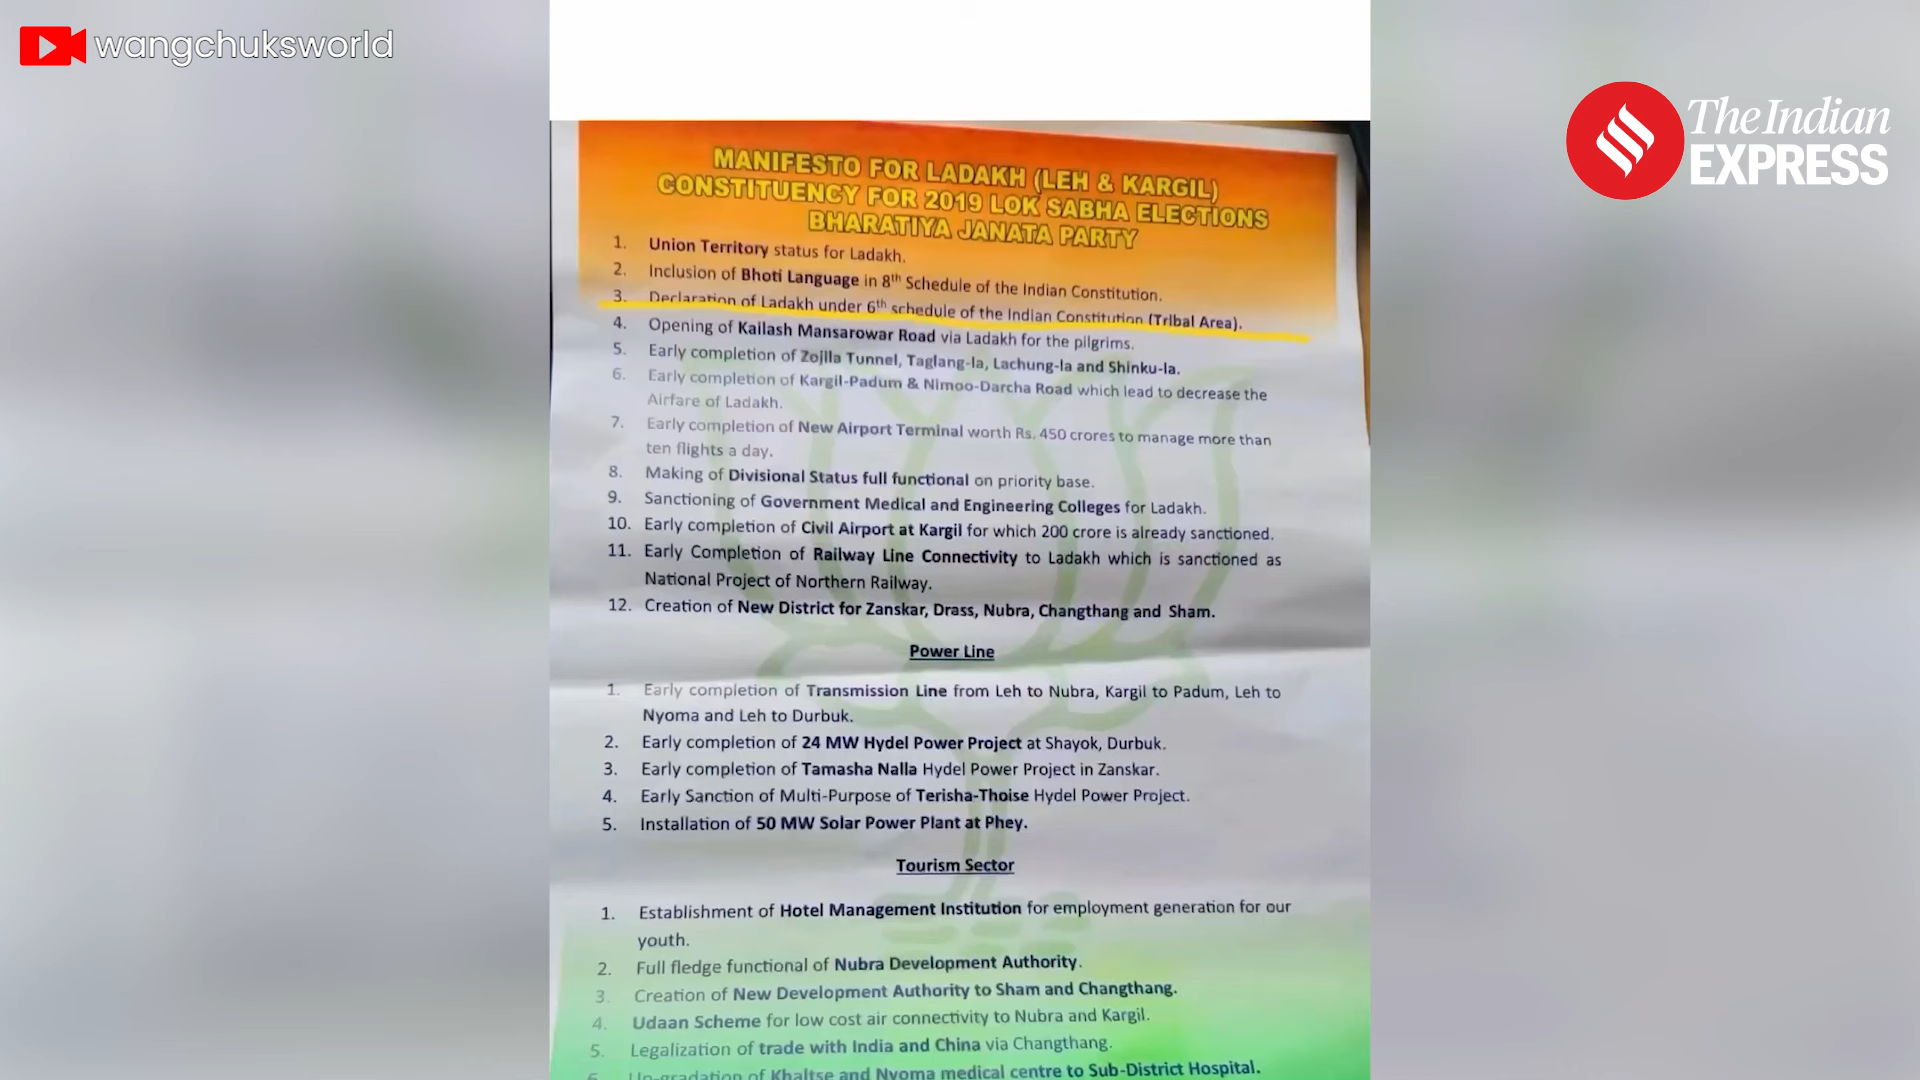 wangchuksworld
The Indian
EXPRESS
MANIFESTO FOR LADAKH (LEH & KARGIL)
CONSTITUENCY FOR 2019 LOK SABHA ELECTIONS
BHARATIYA JANATA PARTY
1. Union Territory status for Ladakh.
2. Inclusion of Bhoti Language in 8th Schedule of the Indian Constitution.
3. Declaration of Ladakh under 6th schedule of the Indian Constitution (Tribal Area).
4. Opening of Kailash Mansarowar Road via Ladakh for the pilgrims.
5. Early completion of Zojila Tunnel, Taglang-la, Lachung-la and Shinku-la.
6. Early completion of Kargil-Padum & Nimoo-Darcha Road which lead to decrease the
Airfare of Ladakh.
7. Early completion of New Airport Terminal worth Rs. 450 crores to manage more than
ten flights a day.
8. Making of Divisional Status full functional on priority base.
9. Sanctioning of Government Medical and Engineering Colleges for Ladakh.
10. Early completion of Civil Airport at Kargil for which 200 crore is already sanctioned.
11. Early Completion of Railway Line Connectivity to Ladakh which is sanctioned as
National Project of Northern Railway.
12. Creation of New District for Zanskar, Drass, Nubra, Changthang and Sham.
Power Line
1. Early completion of Transmission Line from Leh to Nubra, Kargil to Padum, Leh to
Nyoma and Leh to Durbuk.
2. Early completion of 24 MW Hydel Power Project at Shayok, Durbuk.
3. Early completion of Tamasha Nalla Hydel Power Project in Zanskar.
4. Early Sanction of Multi-Purpose of Terisha-Thoise Hydel Power Project.
5. Installation of 50 MW Solar Power Plant at Phey.
Tourism Sector
1. Establishment of Hotel Management Institution for employment generation for our
youth.
2. Full fledge functional of Nubra Development Authority.
3. Creation of New Development Authority to Sham and Changthang.
4. Udaan Scheme for low cost air connectivity to Nubra and Kargil.
5. Legalization of trade with India and China via Changthang.
6. Up-gradation of Khaltse and Nyoma medical centre to Sub-District Hospital.